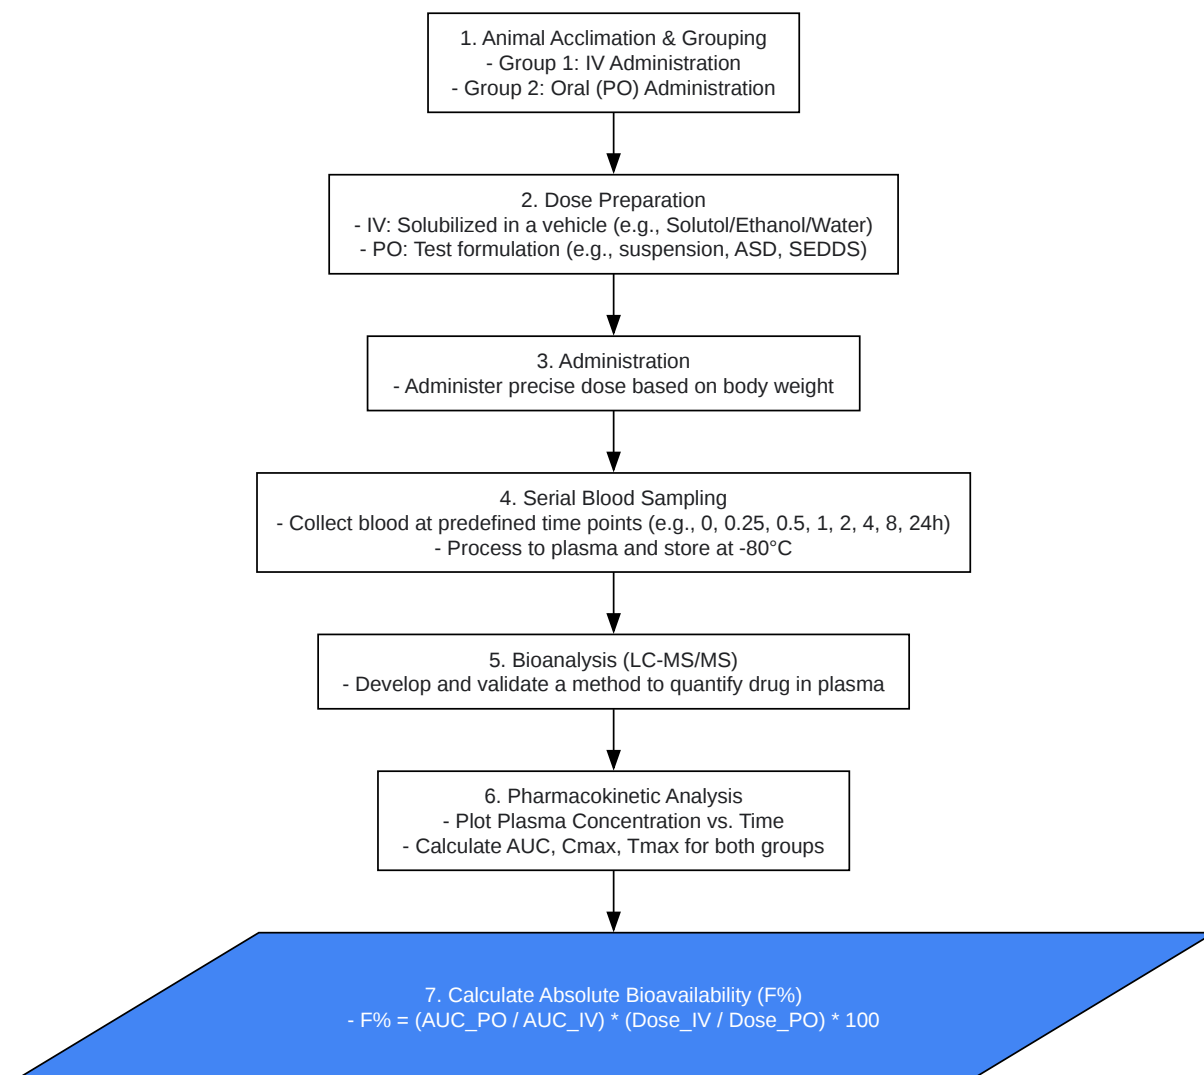 1. Animal Acclimation & Grouping
- Group 1: IV Administration
- Group 2: Oral (PO) Administration
2. Dose Preparation
- IV: Solubilized in a vehicle (e.g., Solutol/Ethanol/Water)
- PO: Test formulation (e.g., suspension, ASD, SEDDS)
3. Administration
- Administer precise dose based on body weight
4. Serial Blood Sampling
- Collect blood at predefined time points (e.g., 0, 0.25, 0.5, 1, 2, 4, 8, 24h)
- Process to plasma and store at -80°C
5. Bioanalysis (LC-MS/MS)
- Develop and validate a method to quantify drug in plasma
6. Pharmacokinetic Analysis
- Plot Plasma Concentration vs. Time
- Calculate AUC, Cmax, Tmax for both groups
7. Calculate Absolute Bioavailability (F%)
- F% = (AUC_PO / AUC_IV) * (Dose_IV / Dose_PO) * 100